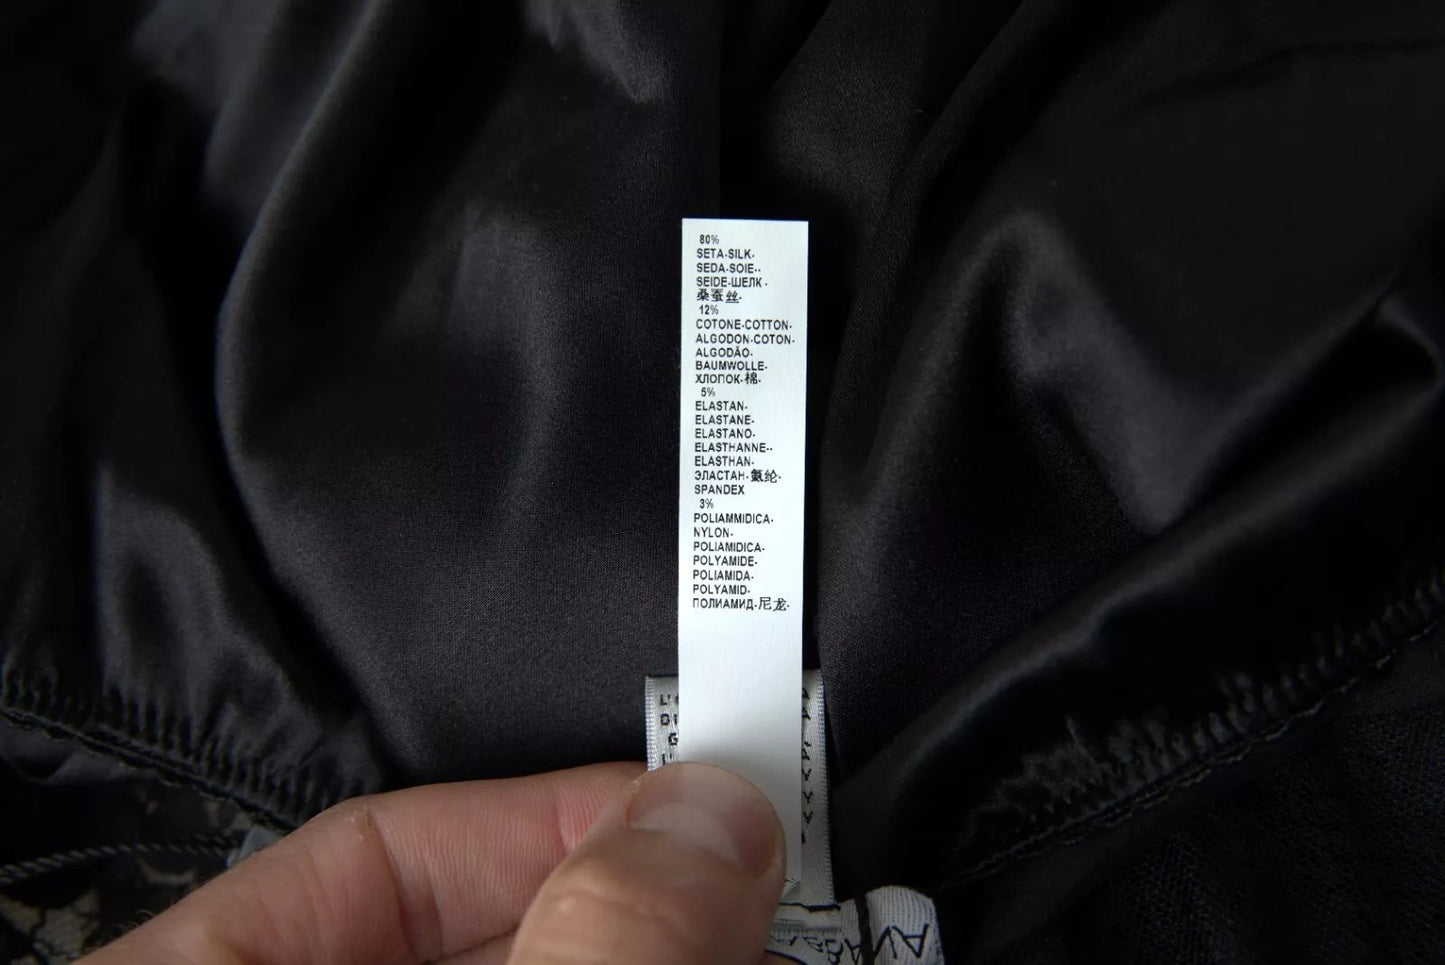 80%
SETA-SILK-
SEDA-SOIE--
SEIDE-ШЕЛК-
桑蚕丝-
12%
COTONE-COTTON-
ALGODON-COTON-
ALGODÃO-
BAUMWOLLE-
ХЛОПОК-棉-
5%
ELASTAN-
ELASTANE-
ELASTANO-
ELASTHANNE--
ELASTHAN-
ЭЛАСТАН-氨纶-
SPANDEX
3%
POLIAMMIDICA-
NYLON-
POLIAMIDICA-
POLYAMIDE-
POLIAMIDA-
POLYAMID-
ПОЛИАМИД-尼龙-